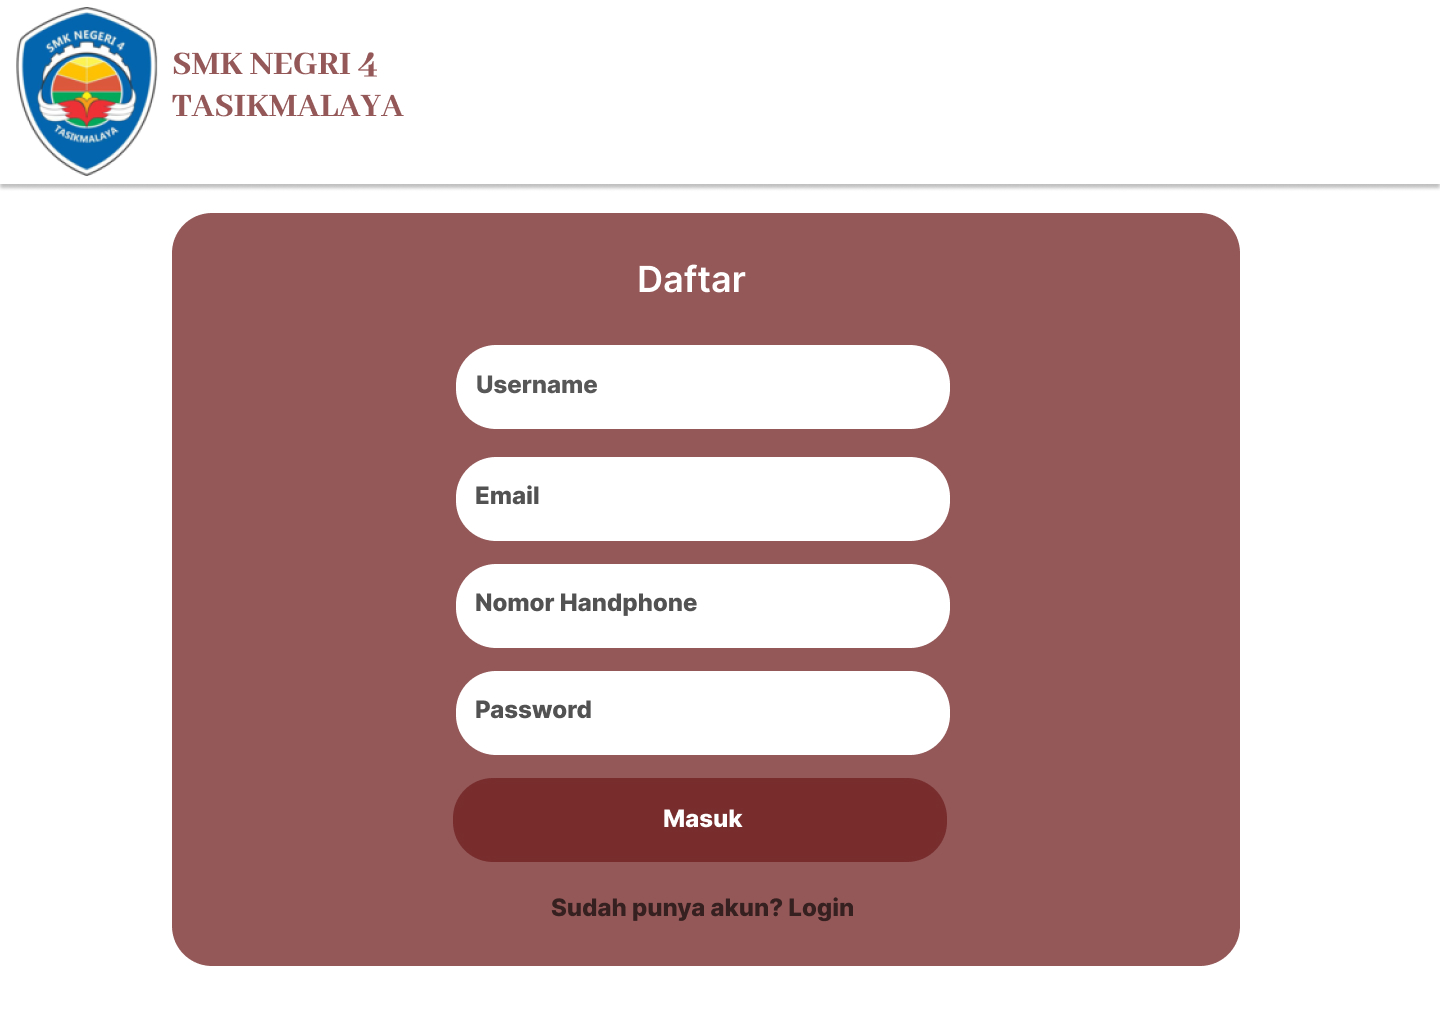 SMK NEGERI 4
TASIKMALAYA
SMK NEGRI 4
TASIKMALAYA
Daftar
Username
Email
Nomor Handphone
Password
Masuk
Sudah punya akun? Login